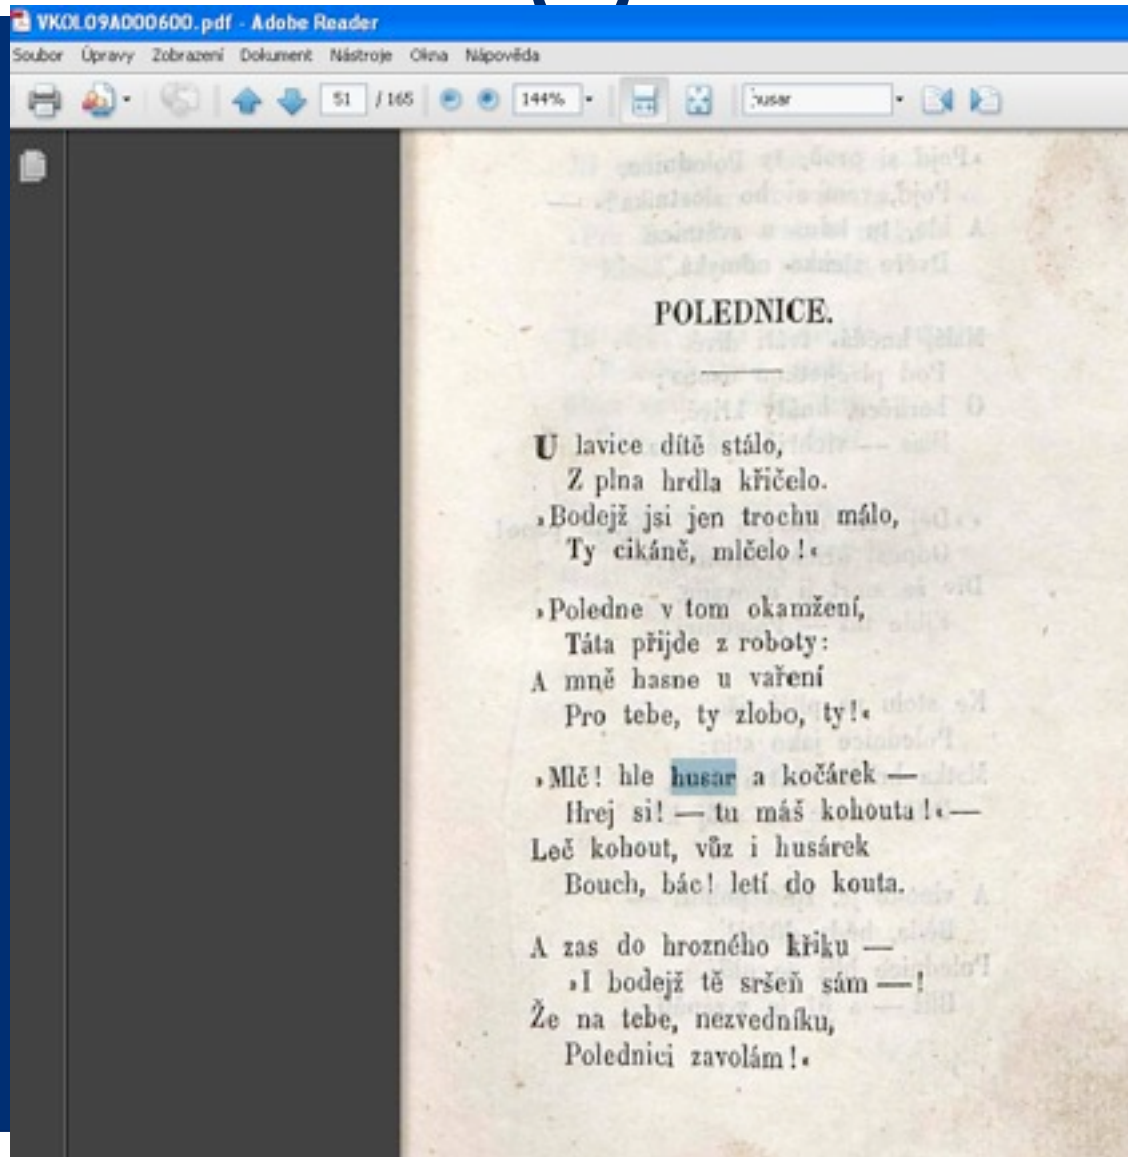 VKOL09A000600.pdf - Adobe Reader
Soubor Úpravy Zobrazení Dokument Nástroje Okna Nápověda
51 / 165 144% husar
POLEDNICE.
U lavice dítě stálo,
Z plna hrdla křičelo.
»Bodejž jsi jen trochu málo,
Ty cikáně, mlčelo!«
»Poledne v tom okamžení,
Táta přijde z roboty:
A mně hasne u vaření
Pro tebe, ty zlobo, ty!«
»Mlč! hle husar a kočárek —
Hrej si! — tu máš kohouta!« —
Leč kohout, vůz i husárek
Bouch, bác! letí do kouta.
A zas do hrozného křiku —
»I bodejž tě sršeň sám —!
Že na tebe, nezvedníku,
Polednici zavolám!«